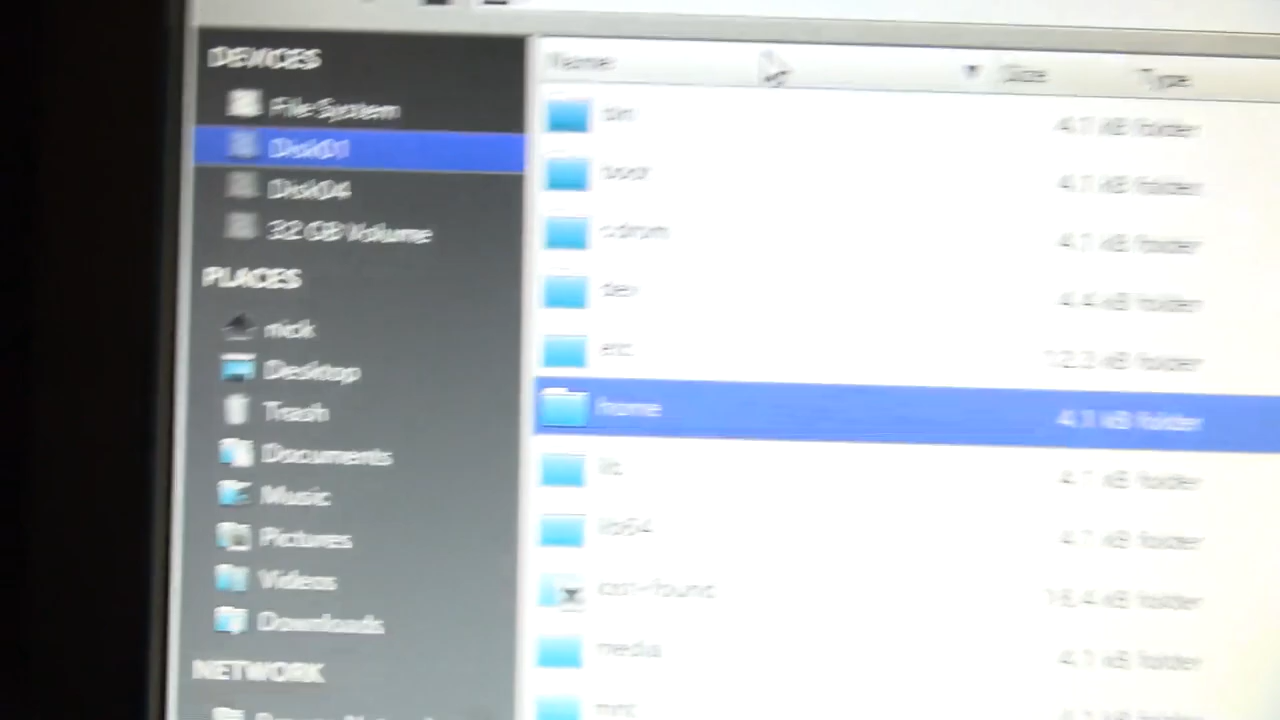 DEVICES
File System
Disk01
Disk04
32 GB Volume
PLACES
nick
Desktop
Trash
Documents
Music
Pictures
Videos
Downloads
NETWORK
Name Size Type
bin 4.1 kB folder
boot 4.1 kB folder
cdrom 4.1 kB folder
dev 4.4 kB folder
etc 12.3 kB folder
home 4.1 kB folder
lib 4.1 kB folder
lib64 4.1 kB folder
lost+found 16.4 kB folder
media 4.1 kB folder
mnt